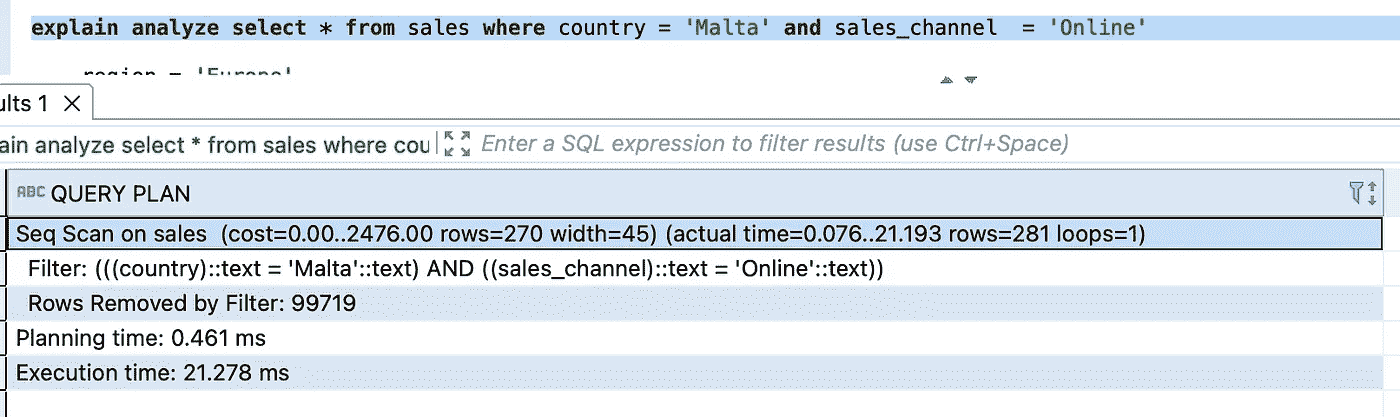 explain analyze select * from sales where country = 'Malta' and sales_channel  = 'Online'
region = 'Europe'
ults 1
ain analyze select * from sales where cou
Enter a SQL expression to filter results (use Ctrl+Space)
ABC QUERY PLAN
Seq Scan on sales  (cost=0.00..2476.00 rows=270 width=45) (actual time=0.076..21.193 rows=281 loops=1)
Filter: (((country)::text = 'Malta'::text) AND ((sales_channel)::text = 'Online'::text))
Rows Removed by Filter: 99719
Planning time: 0.461 ms
Execution time: 21.278 ms